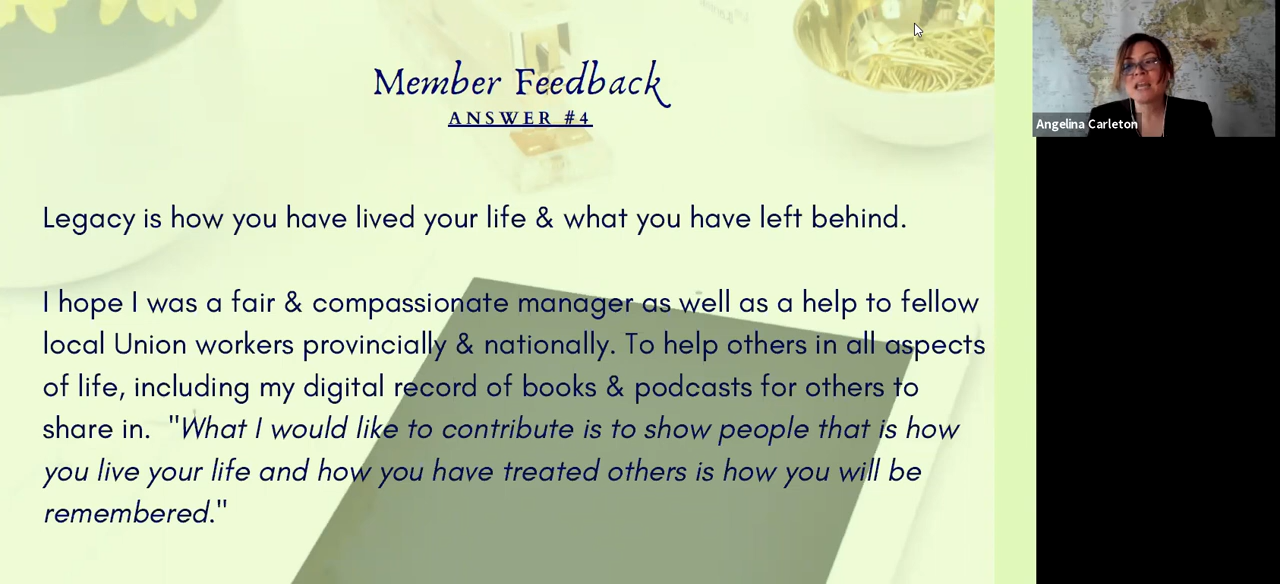 Member Feedback
ANSWER #4
Legacy is how you have lived your life & what you have left behind.
I hope I was a fair & compassionate manager as well as a help to fellow
local Union workers provincially & nationally. To help others in all aspects
of life, including my digital record of books & podcasts for others to
share in. "What I would like to contribute is to show people that is how
you live your life and how you have treated others is how you will be
remembered."
Angelina Carleton